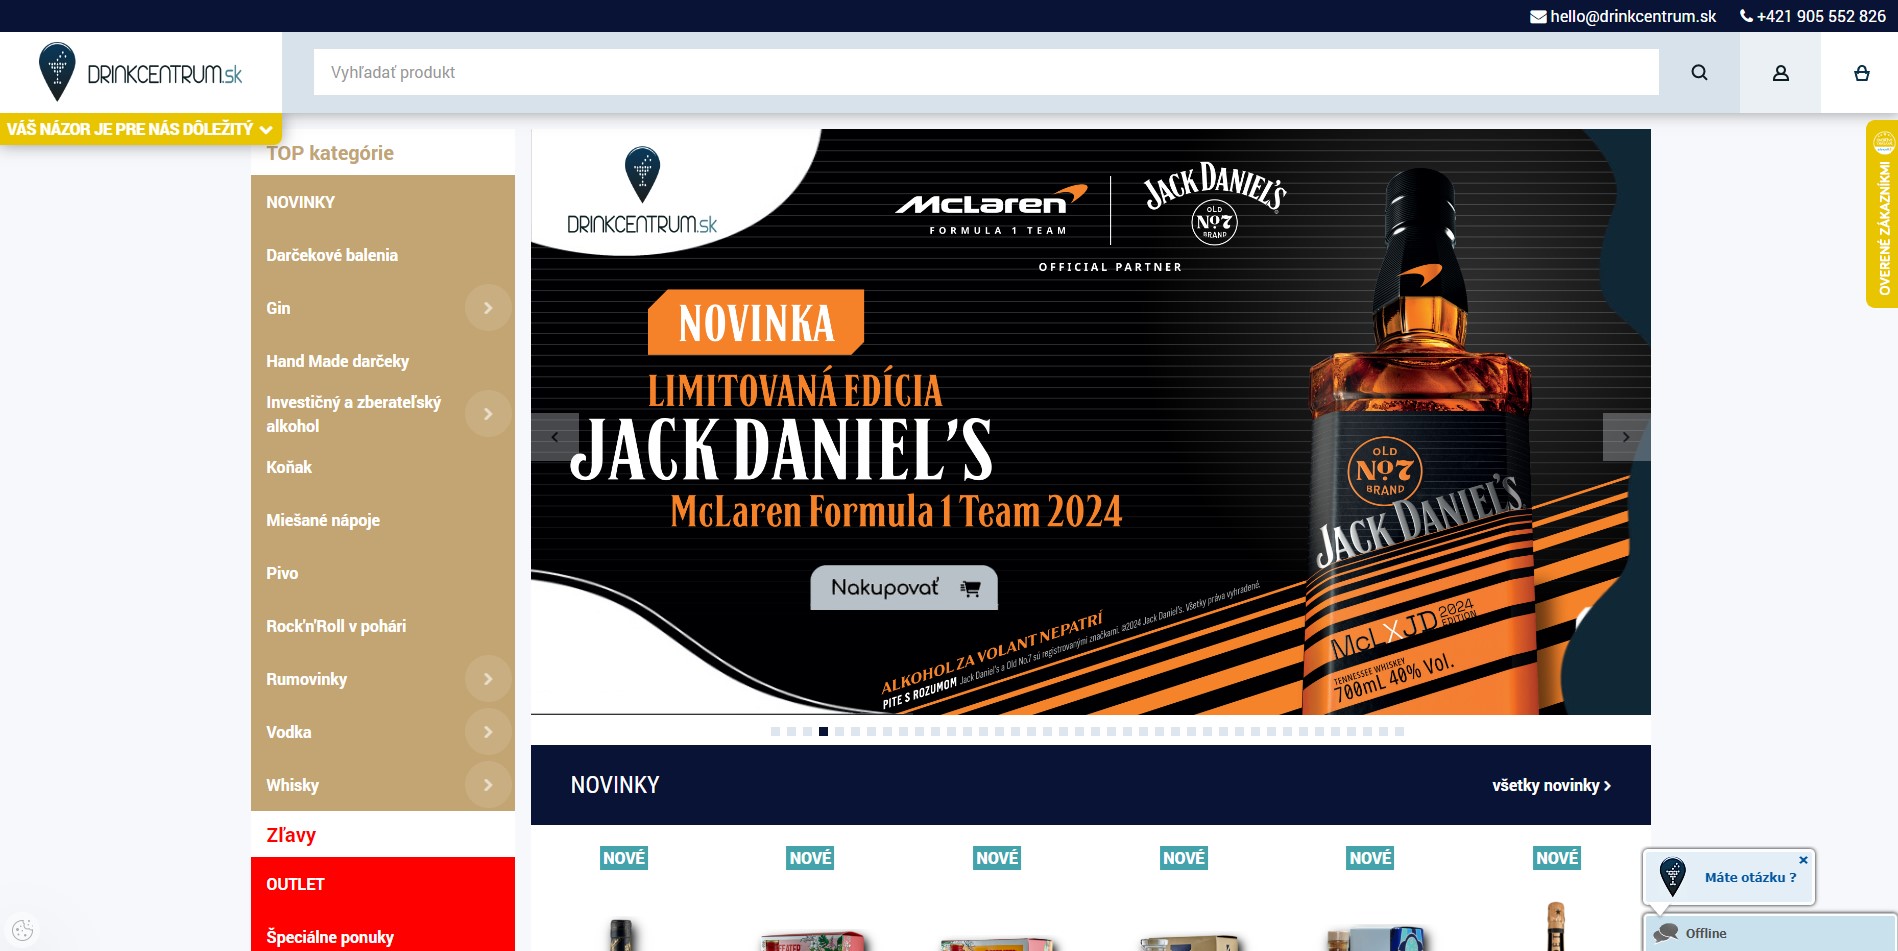 hello@drinkcentrum.sk
+421 905 552 826
DRINKCENTRUM.sk
Vyhľadať produkt
VÁŠ NÁZOR JE PRE NÁS DÔLEŽITÝ
TOP kategórie
NOVINKY
Darčekové balenia
Gin
Hand Made darčeky
Investičný a zberateľský
alkohol
Koňak
Miešané nápoje
Pivo
Rock'n'Roll v pohári
Rumovinky
Vodka
Whisky
Zľavy
OUTLET
Špeciálne ponuky
DRINKCENTRUM.sk
McLaren
FORMULA 1 TEAM
JACK DANIEL'S
OLD
Nº7
BRAND
OFFICIAL PARTNER
NOVINKA
LIMITOVANÁ EDÍCIA
JACK DANIEL'S
McLaren Formula 1 Team 2024
Nakupovať
ALKOHOL ZA VOLANT NEPATRÍ
PITE S ROZUMOM Jack Daniel's a Old No.7 sú registrovanými značkami. ©2024 Jack Daniel's. Všetky práva vyhradené.
OLD
Nº7
BRAND
JACK DANIEL'S
McL X JD 2024
EDITION
TENNESSEE WHISKEY
700mL 40% Vol.
OVERENÉ ZÁKAZNÍKMI
NOVINKY
všetky novinky
NOVÉ
NOVÉ
NOVÉ
NOVÉ
NOVÉ
NOVÉ
Máte otázku ?
Offline